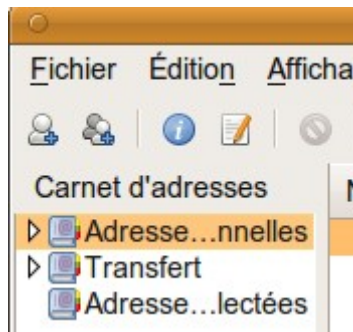 Fichier Édition Afficha
Carnet d'adresses
Adresse…nnelles
Transfert
Adresse…lectées